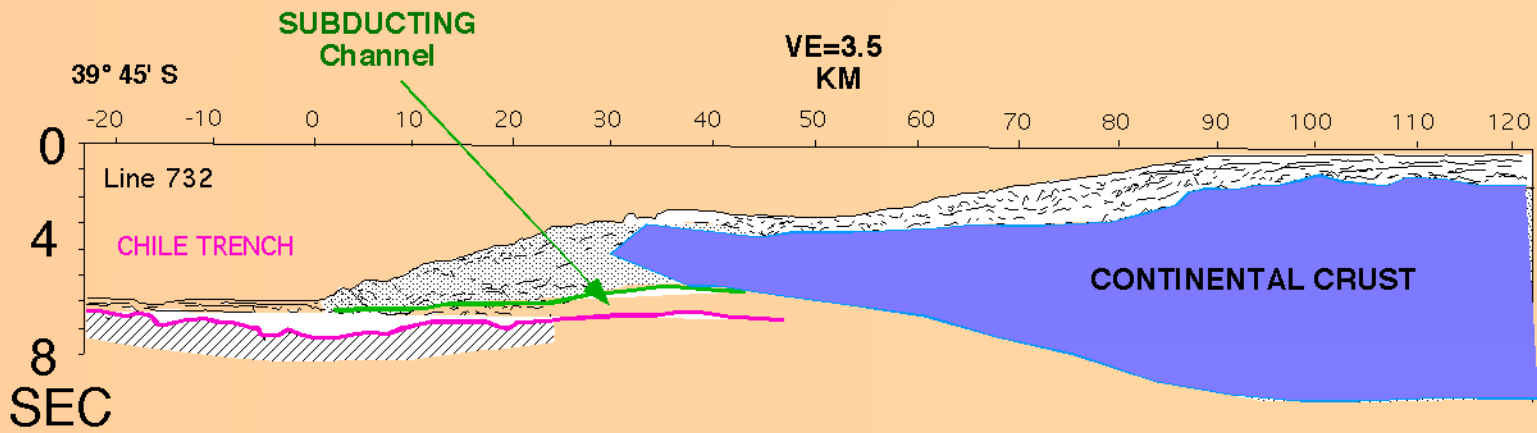 SUBDUCTING
Channel
VE=3.5
KM
39° 45' S
-20 -10 0 10 20 30 40 50 60 70 80 90 100 110 120
0
Line 732
4
CHILE TRENCH
CONTINENTAL CRUST
8
SEC